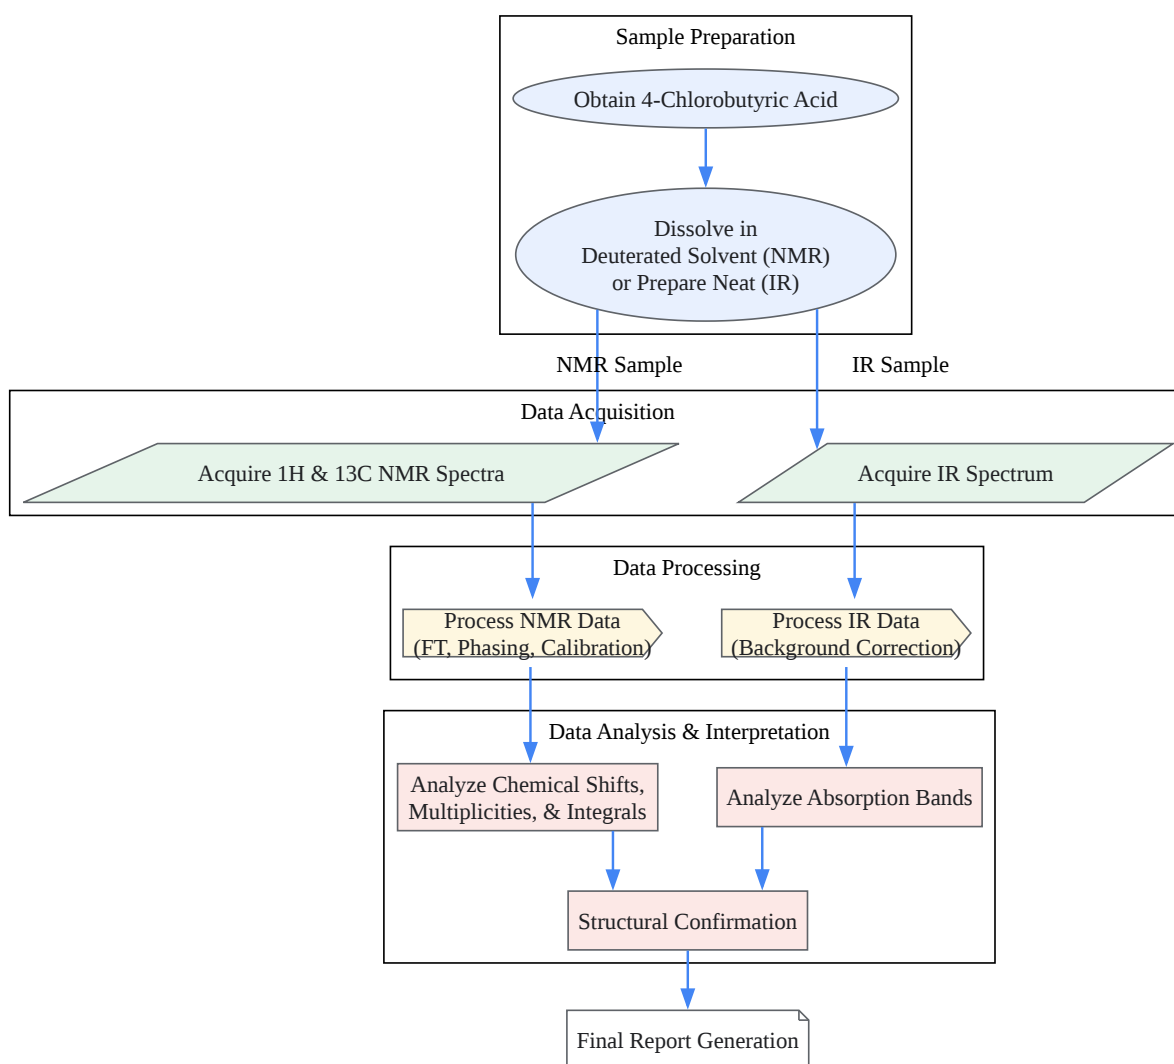 Sample Preparation
Obtain 4-Chlorobutyric Acid
Dissolve in
Deuterated Solvent (NMR)
or Prepare Neat (IR)
NMR Sample
IR Sample
Data Acquisition
Acquire 1H & 13C NMR Spectra
Acquire IR Spectrum
Data Processing
Process NMR Data
(FT, Phasing, Calibration)
Process IR Data
(Background Correction)
Data Analysis & Interpretation
Analyze Chemical Shifts,
Multiplicities, & Integrals
Analyze Absorption Bands
Structural Confirmation
Final Report Generation